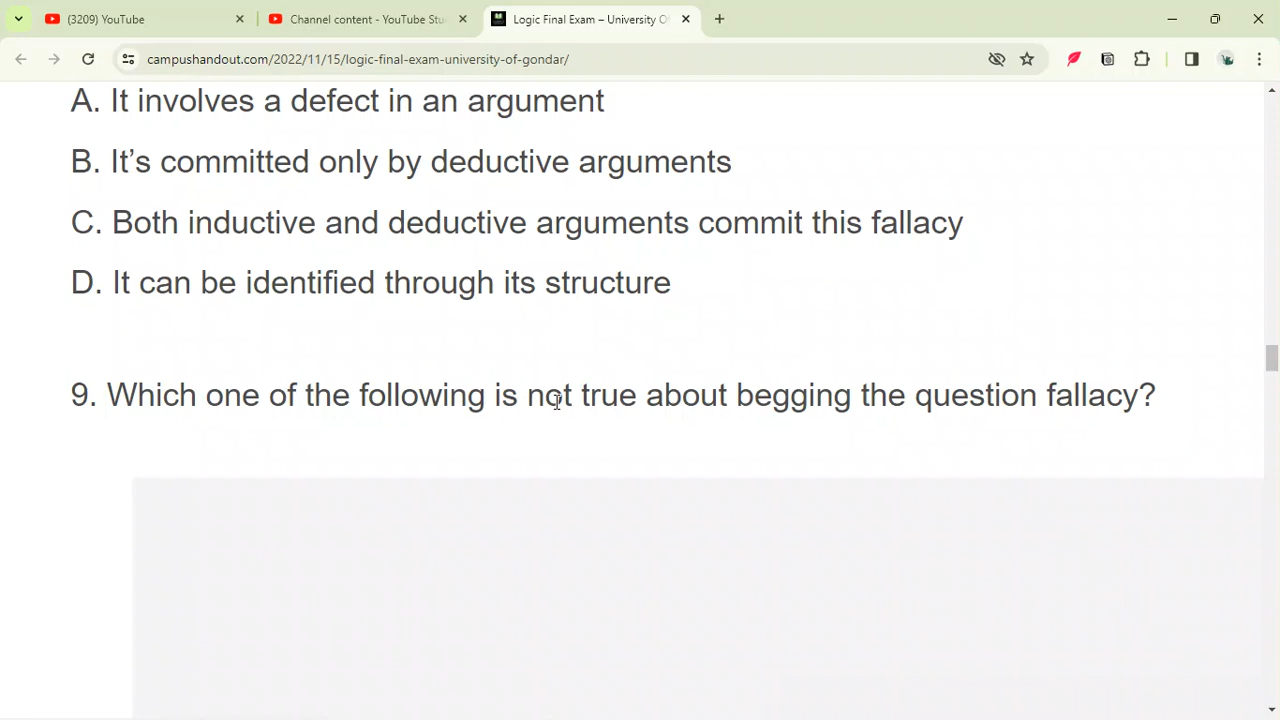 (3209) YouTube
Channel content - YouTube Stu
Logic Final Exam – University O
campushandout.com/2022/11/15/logic-final-exam-university-of-gondar/
A. It involves a defect in an argument
B. It’s committed only by deductive arguments
C. Both inductive and deductive arguments commit this fallacy
D. It can be identified through its structure
9. Which one of the following is not true about begging the question fallacy?